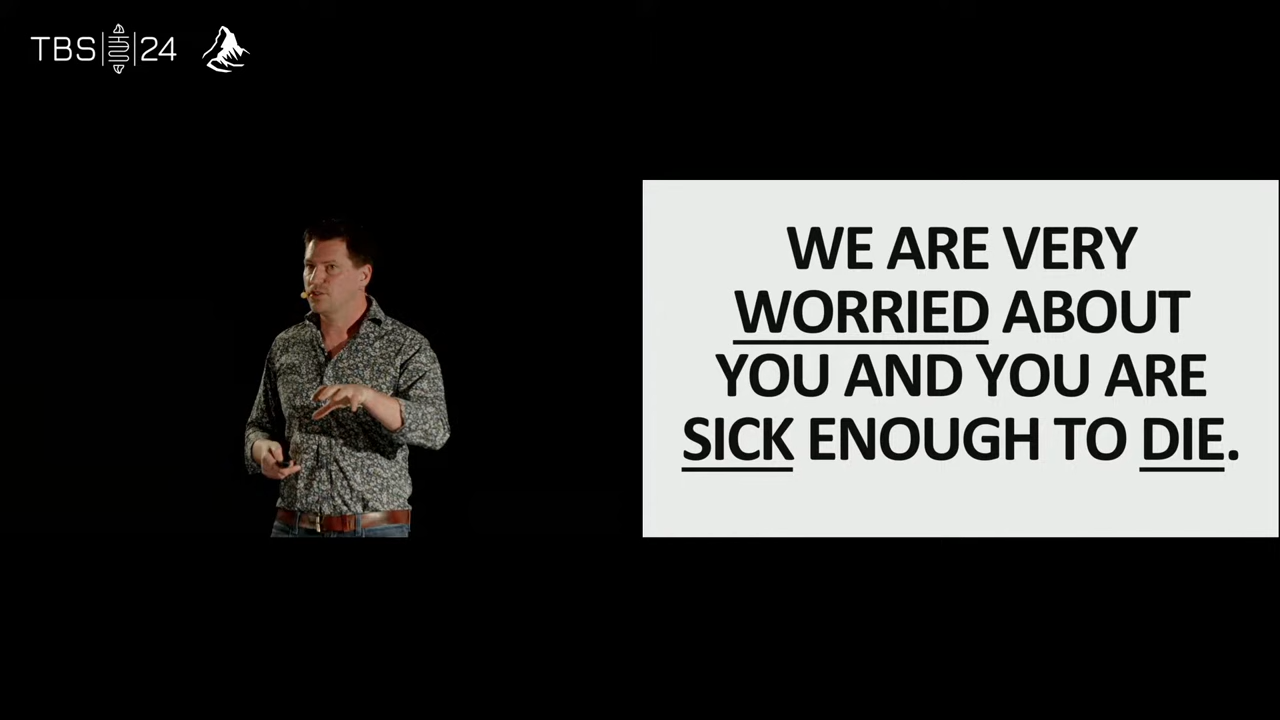 TBS 24
WE ARE VERY
WORRIED ABOUT
YOU AND YOU ARE
SICK ENOUGH TO DIE.